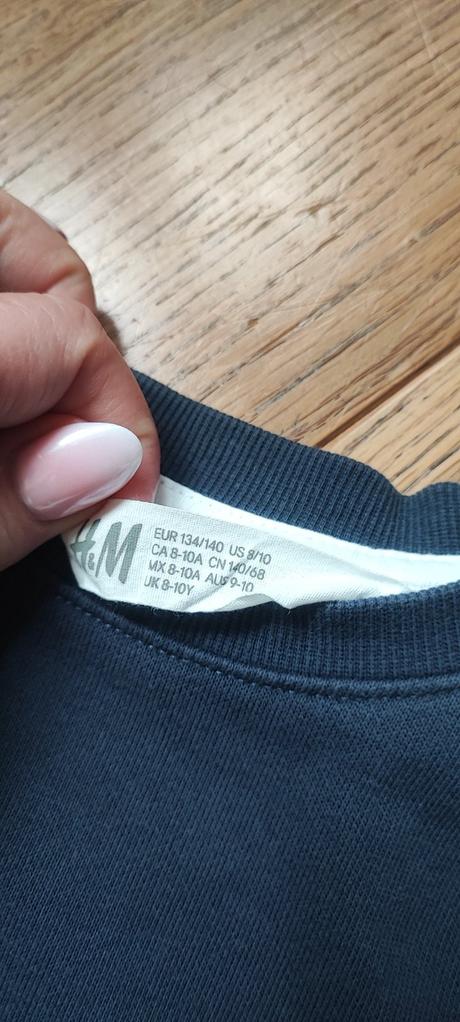 H&M
EUR 134/140 US 8/10
CA 8-10A CN 140/68
MX 8-10A AUS 9-10
UK 8-10Y